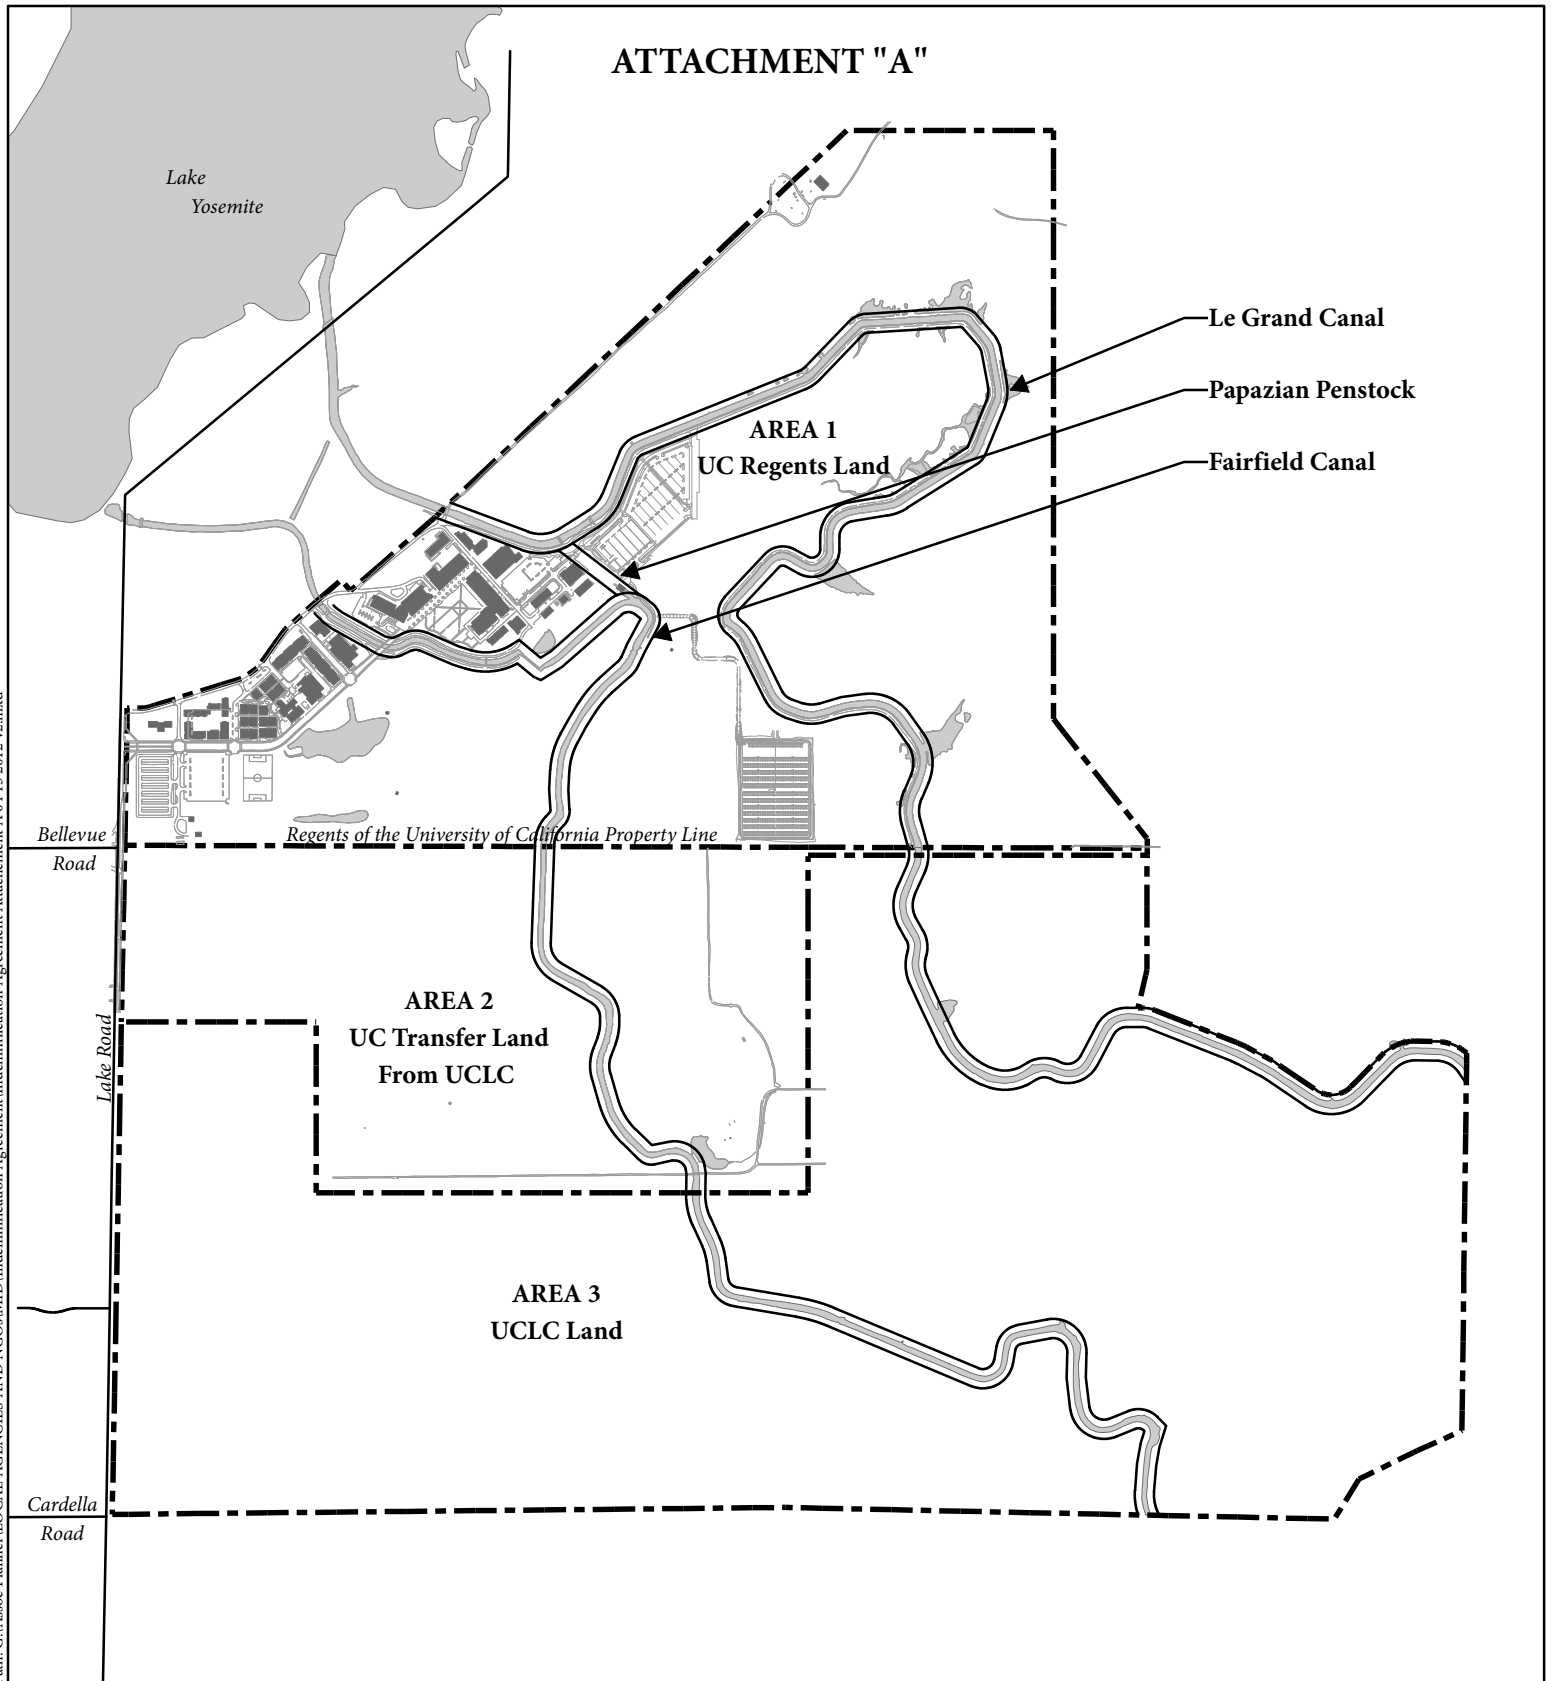 ATTACHMENT "A"
Lake
Yosemite
Le Grand Canal
Papazian Penstock
Fairfield Canal
AREA 1
UC Regents Land
Bellevue
Road
Regents of the University of California Property Line
AREA 2
UC Transfer Land
From UCLC
Lake Road
AREA 3
UCLC Land
Cardella
Road